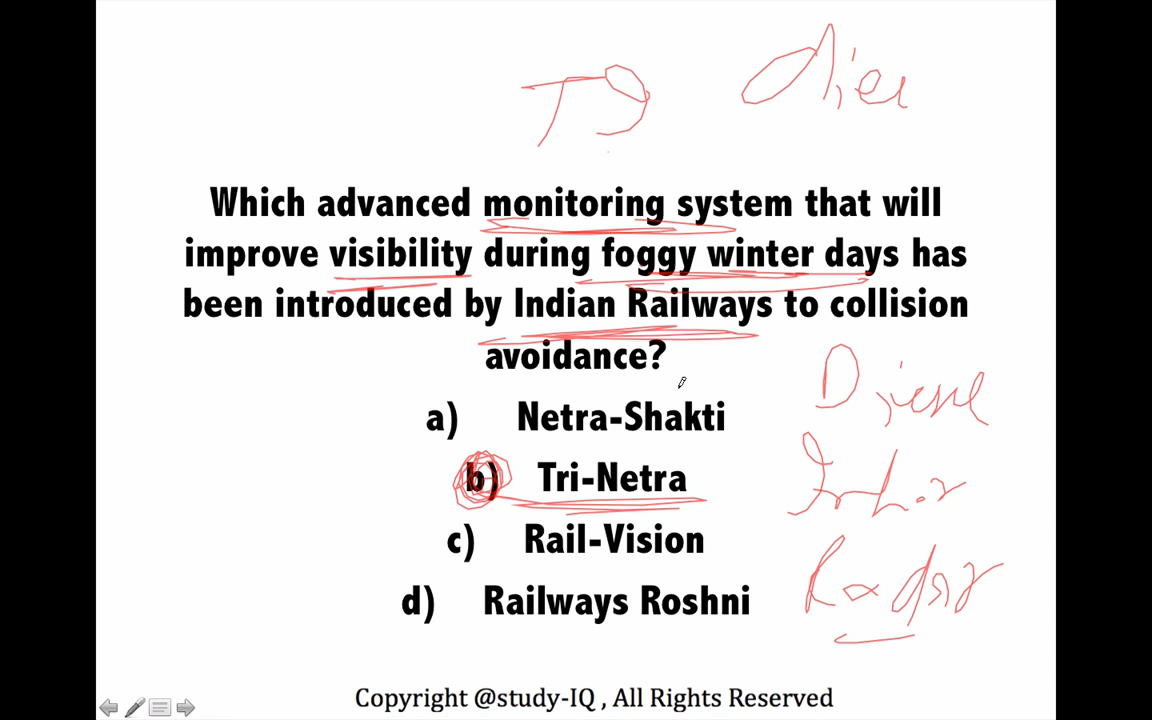 Which advanced monitoring system that will
improve visibility during foggy winter days has
been introduced by Indian Railways to collision
avoidance?
a) Netra-Shakti
b) Tri-Netra
c) Rail-Vision
d) Railways Roshni
Radar
Copyright @study-IQ , All Rights Reserved